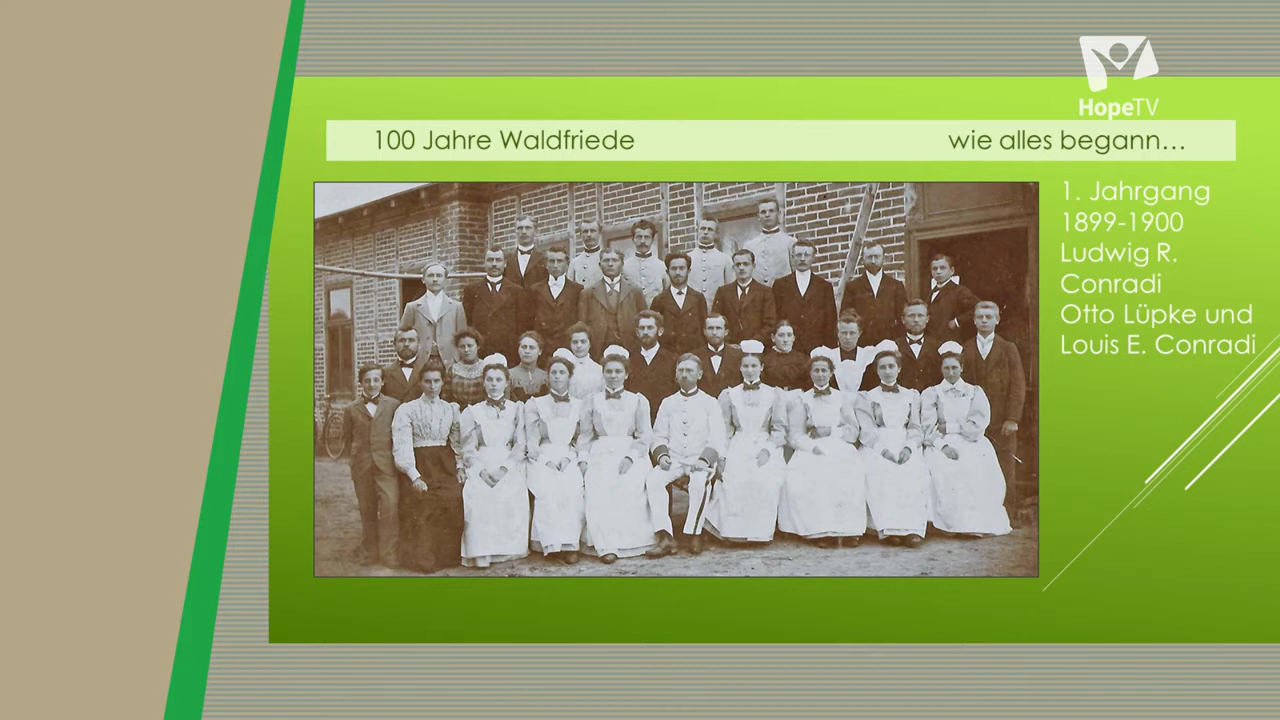 HopeTV
100 Jahre Waldfriede wie alles begann...
1. Jahrgang
1899-1900
Ludwig R.
Conradi
Otto Lüpke und
Louis E. Conradi